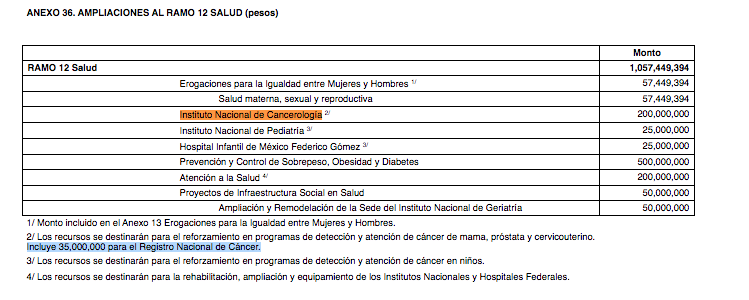 ANEXO 36. AMPLIACIONES AL RAMO 12 SALUD (pesos)
Monto
RAMO 12 Salud 1,057,449,394
Erogaciones para la Igualdad entre Mujeres y Hombres 1/ 57,449,394
Salud materna, sexual y reproductiva 57,449,394
Instituto Nacional de Cancerología 2/ 200,000,000
Instituto Nacional de Pediatría 3/ 25,000,000
Hospital Infantil de México Federico Gómez 3/ 25,000,000
Prevención y Control de Sobrepeso, Obesidad y Diabetes 500,000,000
Atención a la Salud 4/ 200,000,000
Proyectos de Infraestructura Social en Salud 50,000,000
Ampliación y Remodelación de la Sede del Instituto Nacional de Geriatría 50,000,000
1/ Monto incluido en el Anexo 13 Erogaciones para la Igualdad entre Mujeres y Hombres.
2/ Los recursos se destinarán para el reforzamiento en programas de detección y atención de cáncer de mama, próstata y cervicouterino.
Incluye 35,000,000 para el Registro Nacional de Cáncer.
3/ Los recursos se destinarán para el reforzamiento en programas de detección y atención de cáncer en niños.
4/ Los recursos se destinarán para la rehabilitación, ampliación y equipamiento de los Institutos Nacionales y Hospitales Federales.